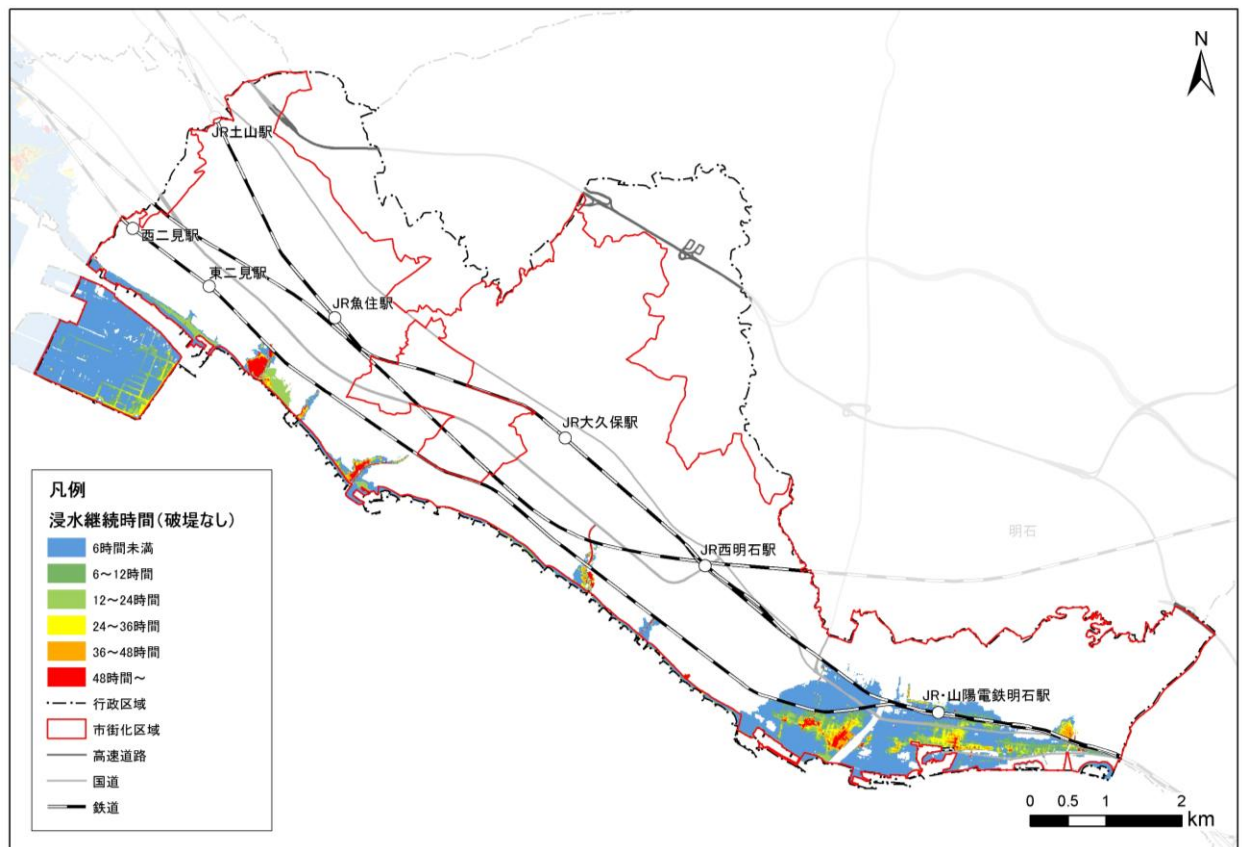 N
JR土山駅
西二見駅
東二見駅
JR魚住駅
JR大久保駅
JR西明石駅
明石
JR・山陽電鉄明石駅
凡例
浸水継続時間(破堤なし)
6時間未満
6～12時間
12～24時間
24～36時間
36～48時間
48時間～
行政区域
市街化区域
高速道路
国道
鉄道
0 0.5 1 2
km